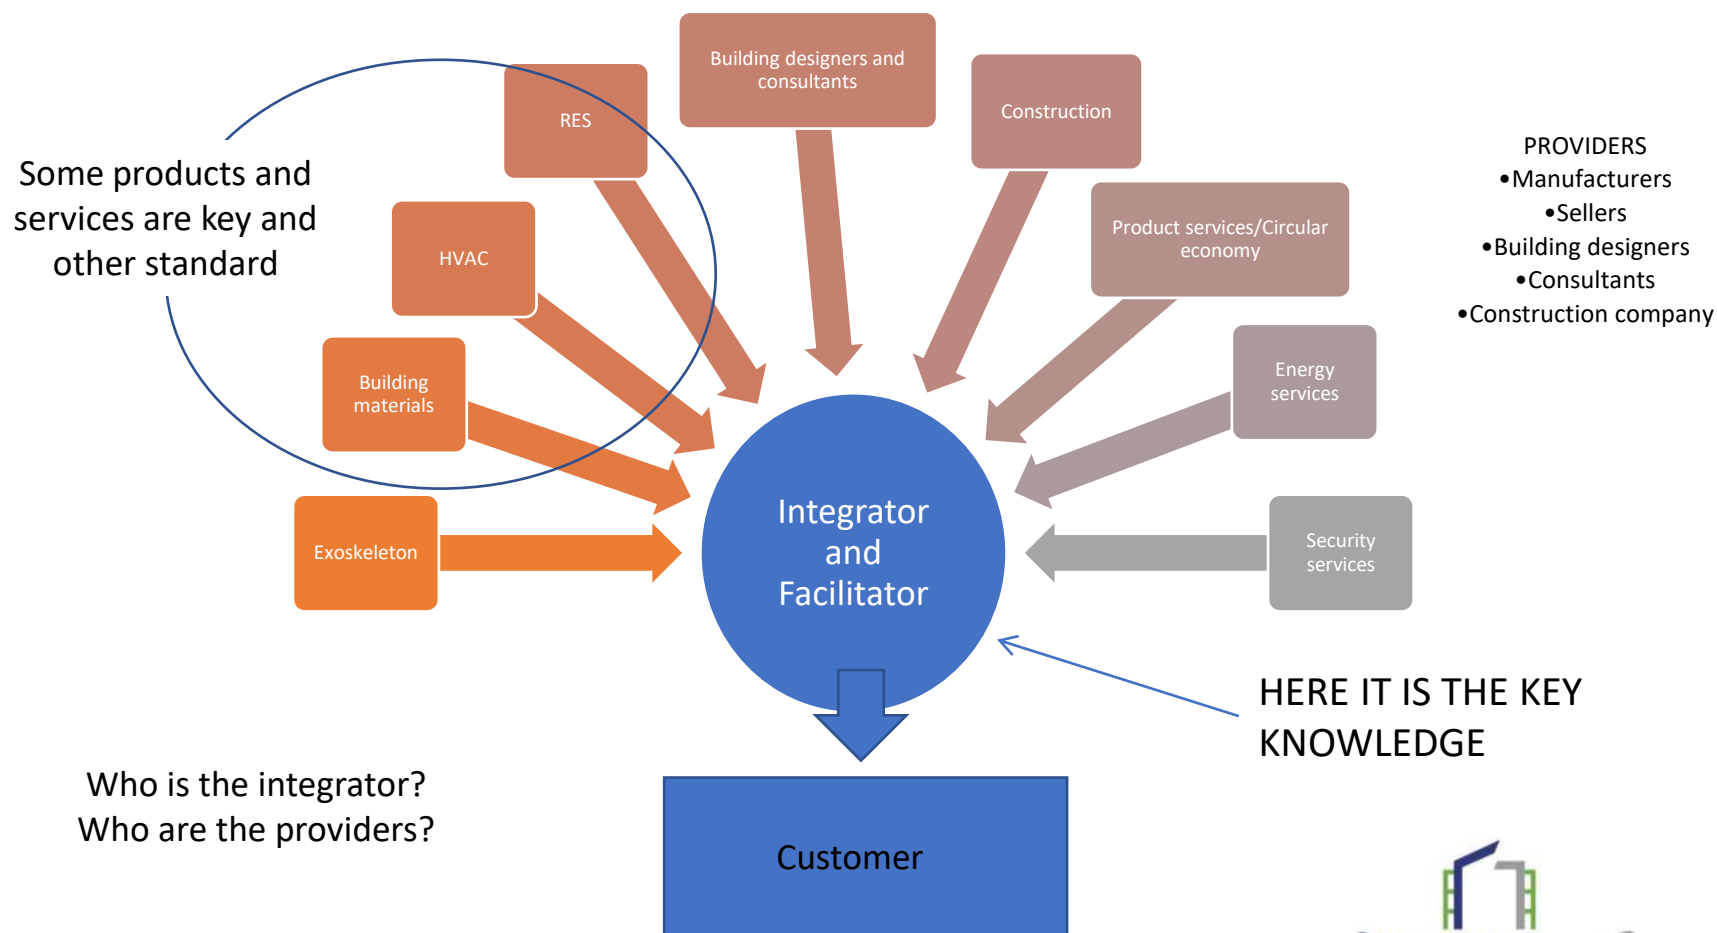 Building designers and
consultants
RES
Construction
Some products and
services are key and
other standard
PROVIDERS
•Manufacturers
•Sellers
•Building designers
•Consultants
•Construction company
HVAC
Product services/Circular
economy
Building
materials
Energy
services
Integrator
and
Facilitator
Exoskeleton
Security
services
HERE IT IS THE KEY
KNOWLEDGE
Who is the integrator?
Who are the providers?
Customer